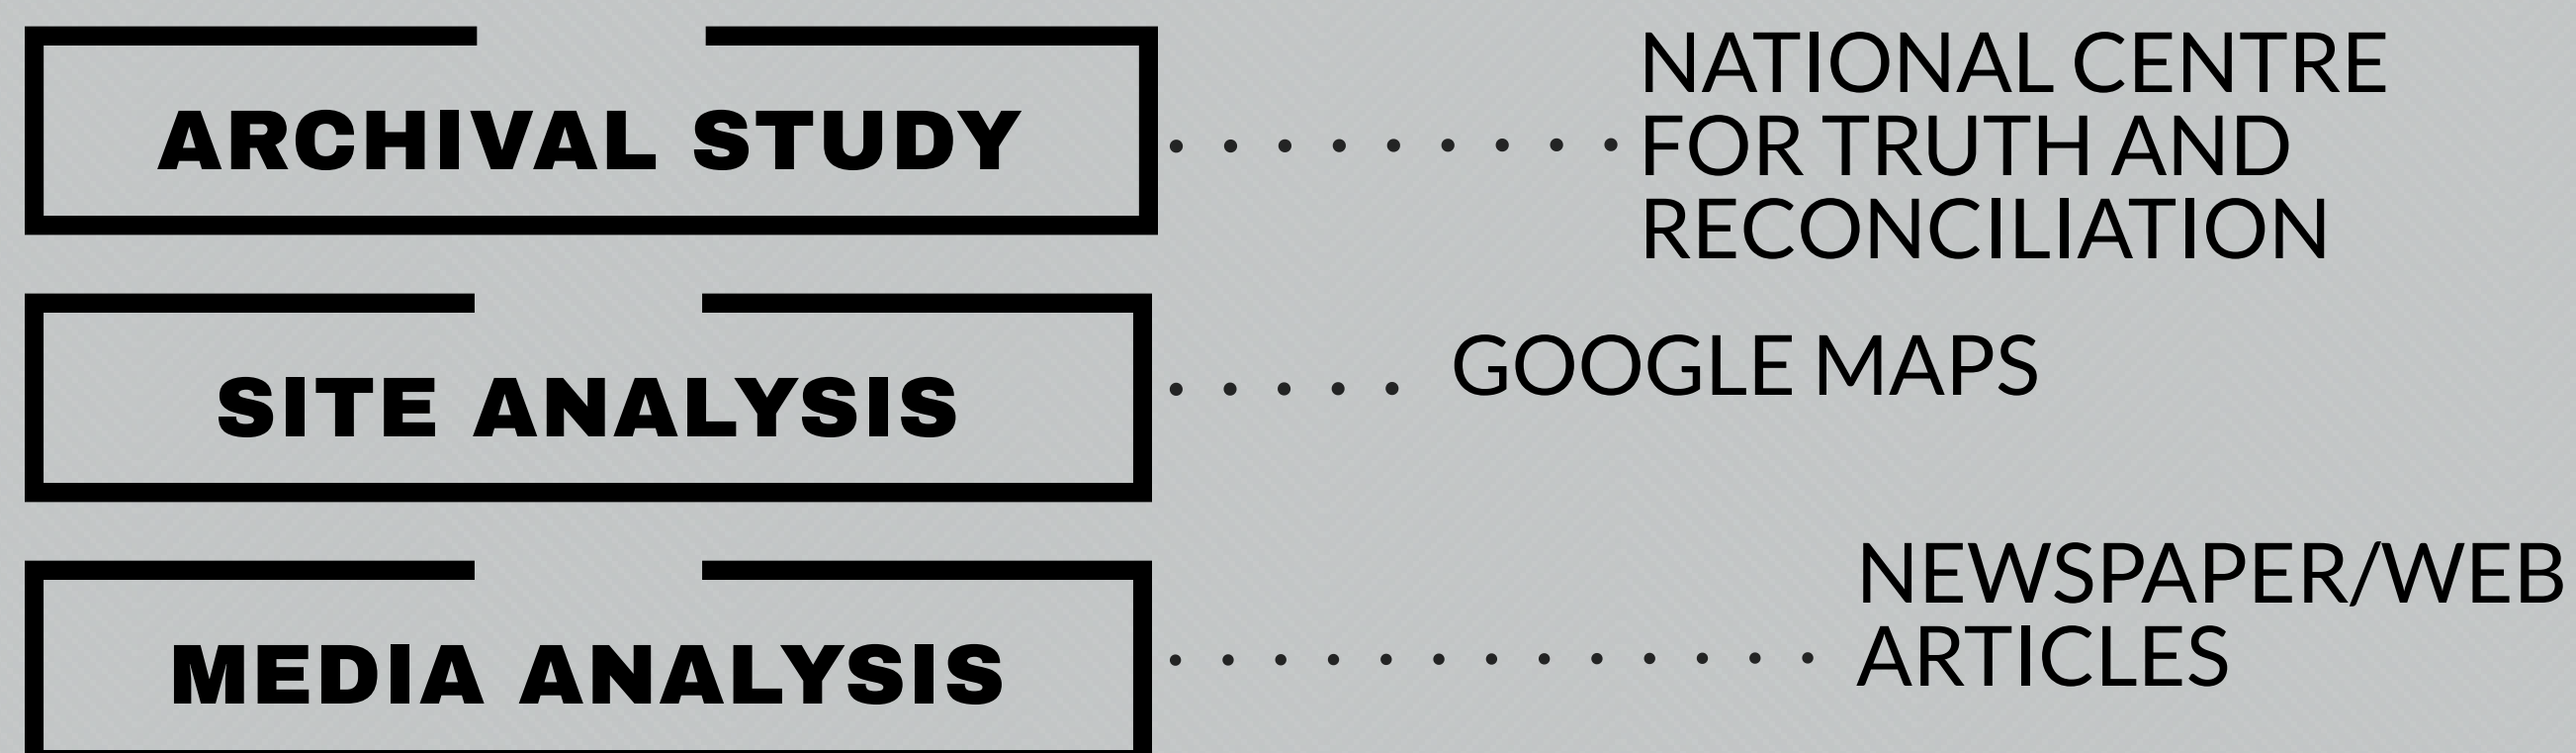 ARCHIVAL STUDY
NATIONAL CENTRE
FOR TRUTH AND
RECONCILIATION
SITE ANALYSIS
GOOGLE MAPS
MEDIA ANALYSIS
NEWSPAPER/WEB
ARTICLES